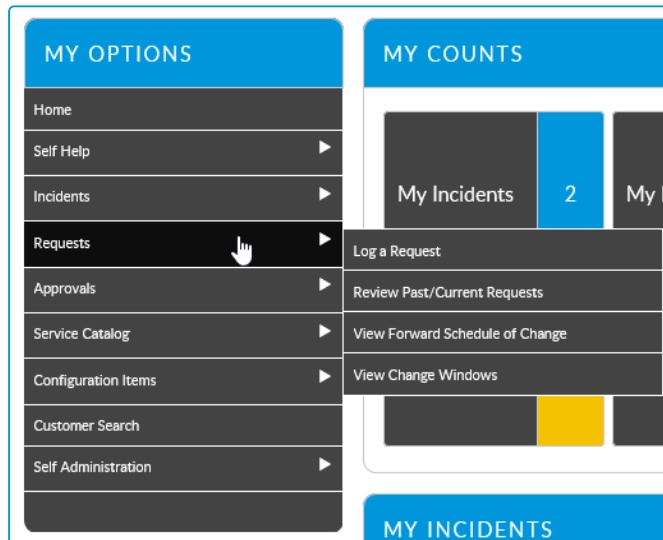 MY OPTIONS
Home
Self Help
Incidents
Requests
Approvals
Service Catalog
Configuration Items
Customer Search
Self Administration
MY COUNTS
My Incidents 2 My
Log a Request
Review Past/Current Requests
View Forward Schedule of Change
View Change Windows
MY INCIDENTS